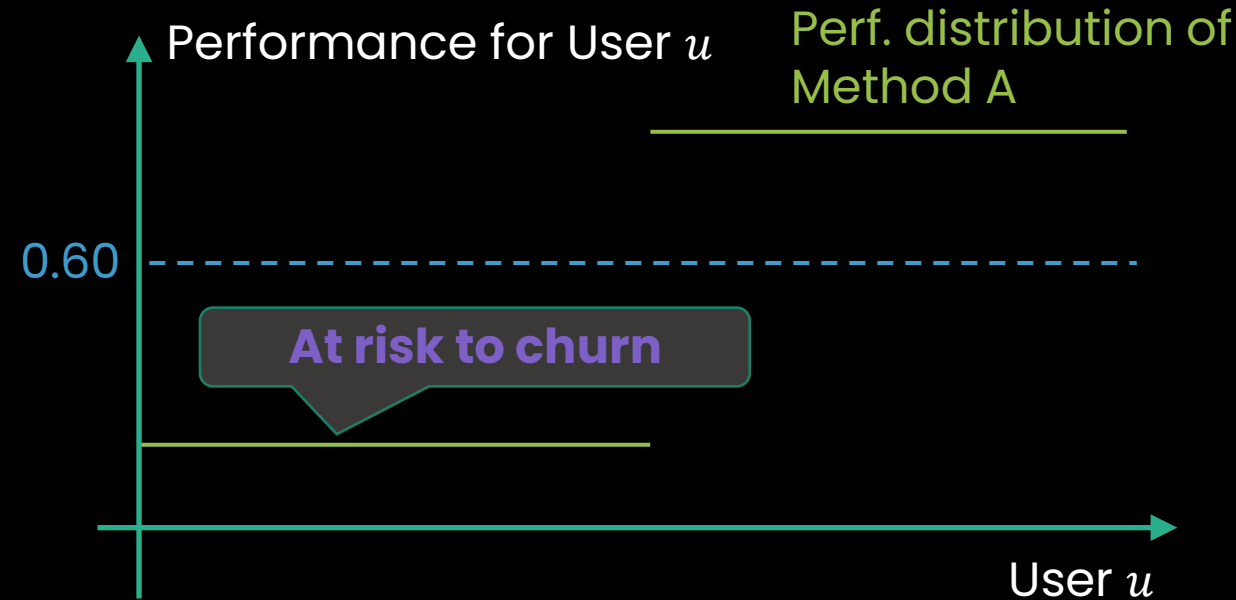 Performance for User u
Perf. distribution of
Method A
0.60
At risk to churn
User u